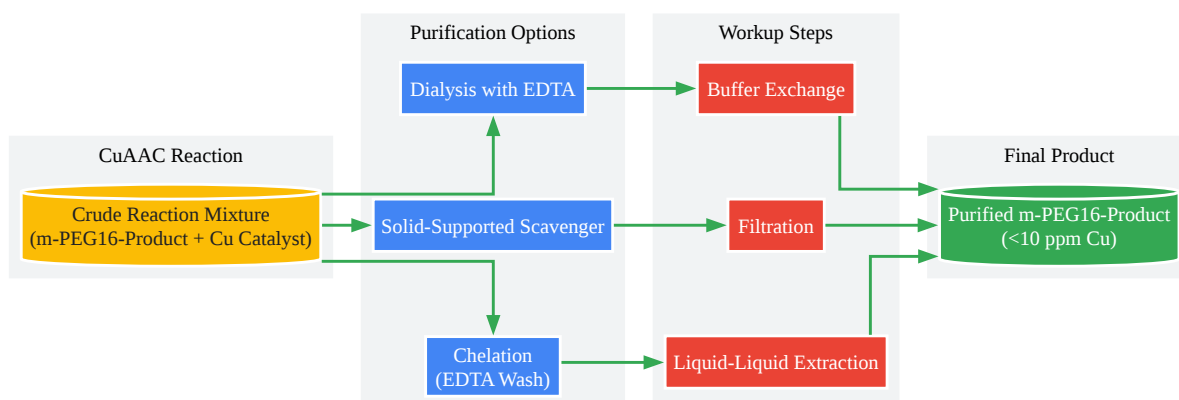 Purification Options
Workup Steps
Dialysis with EDTA
Buffer Exchange
CuAAC Reaction
Final Product
Crude Reaction Mixture
(m-PEG16-Product + Cu Catalyst)
Solid-Supported Scavenger
Filtration
Purified m-PEG16-Product
(<10 ppm Cu)
Chelation
(EDTA Wash)
Liquid-Liquid Extraction